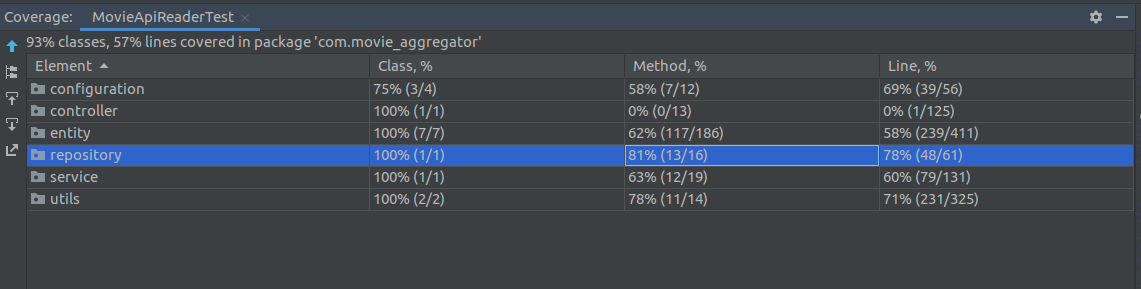 Coverage: MovieApiReaderTest
93% classes, 57% lines covered in package 'com.movie_aggregator'
Element Class, % Method, % Line, %
configuration 75% (3/4) 58% (7/12) 69% (39/56)
controller 100% (1/1) 0% (0/13) 0% (1/125)
entity 100% (7/7) 62% (117/186) 58% (239/411)
repository 100% (1/1) 81% (13/16) 78% (48/61)
service 100% (1/1) 63% (12/19) 60% (79/131)
utils 100% (2/2) 78% (11/14) 71% (231/325)